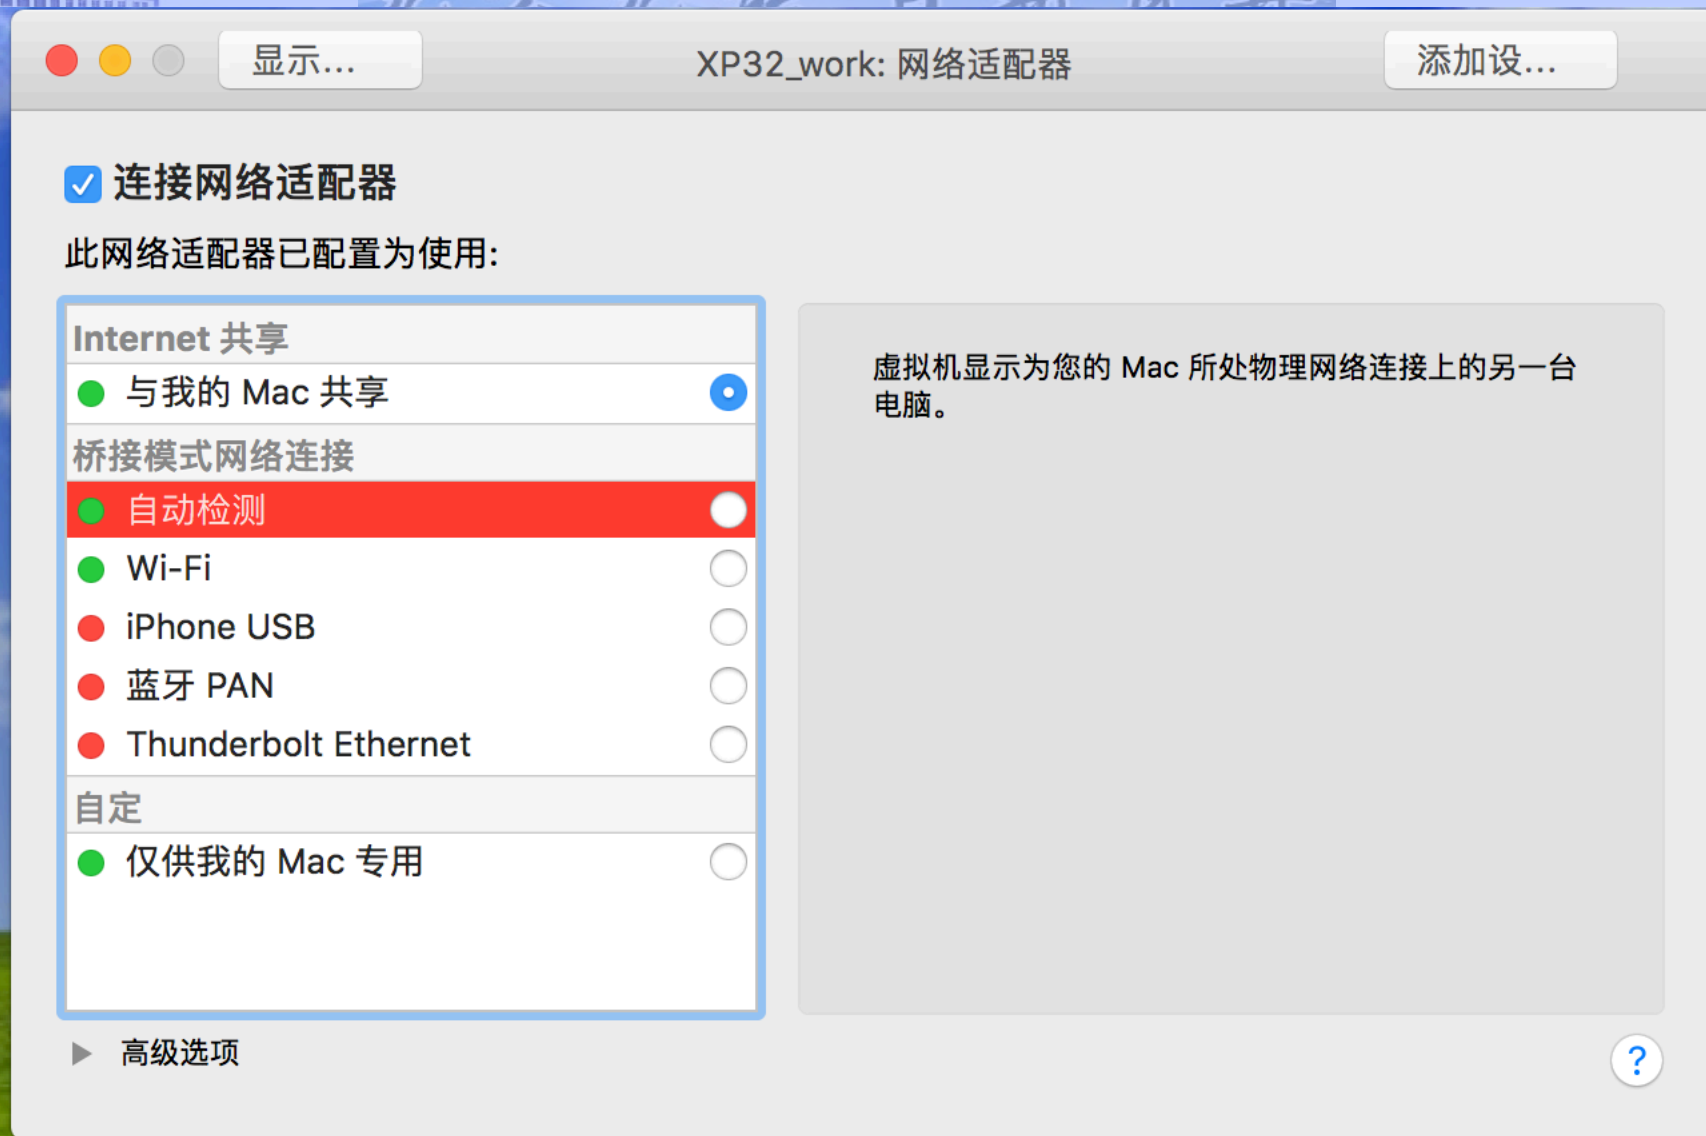 显示...
XP32_work: 网络适配器
添加设...
连接网络适配器
此网络适配器已配置为使用:
Internet 共享
与我的 Mac 共享
桥接模式网络连接
自动检测
Wi-Fi
iPhone USB
蓝牙 PAN
Thunderbolt Ethernet
自定
仅供我的 Mac 专用
虚拟机显示为您的 Mac 所处物理网络连接上的另一台
电脑。
高级选项
?